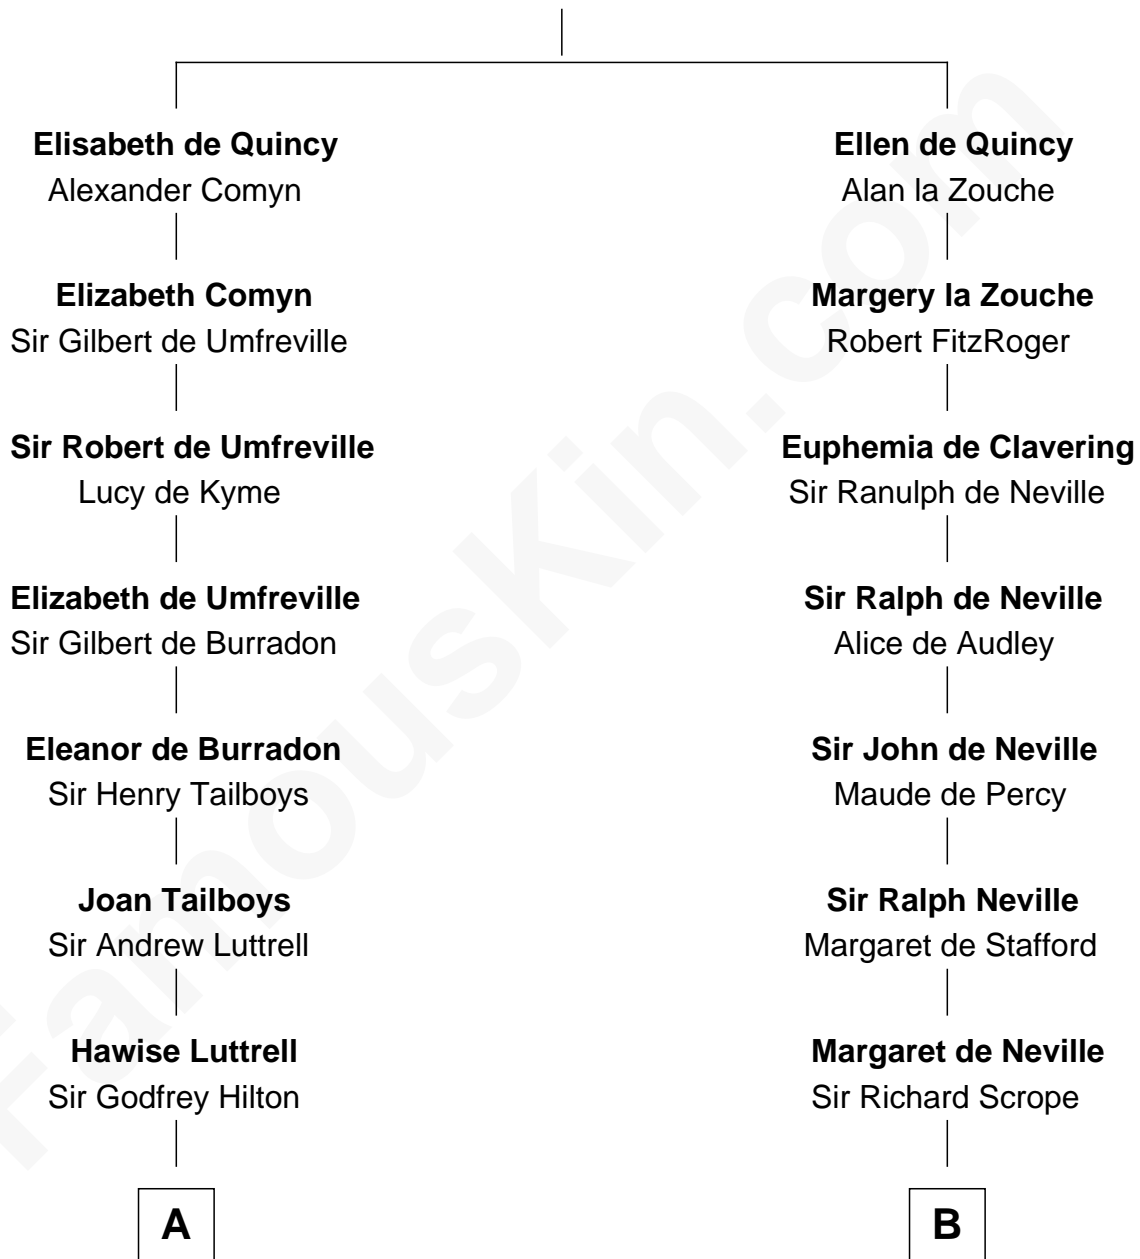 Elisabeth de Quincy
Alexander Comyn
Elizabeth Comyn
Sir Gilbert de Umfreville
Sir Robert de Umfreville
Lucy de Kyme
Elizabeth de Umfreville
Sir Gilbert de Burradon
Eleanor de Burradon
Sir Henry Tailboys
Joan Tailboys
Sir Andrew Luttrell
Hawise Luttrell
Sir Godfrey Hilton
A
Ellen de Quincy
Alan la Zouche
Margery la Zouche
Robert FitzRoger
Euphemia de Clavering
Sir Ranulph de Neville
Sir Ralph de Neville
Alice de Audley
Sir John de Neville
Maude de Percy
Sir Ralph Neville
Margaret de Stafford
Margaret de Neville
Sir Richard Scrope
B
FamousKin.com